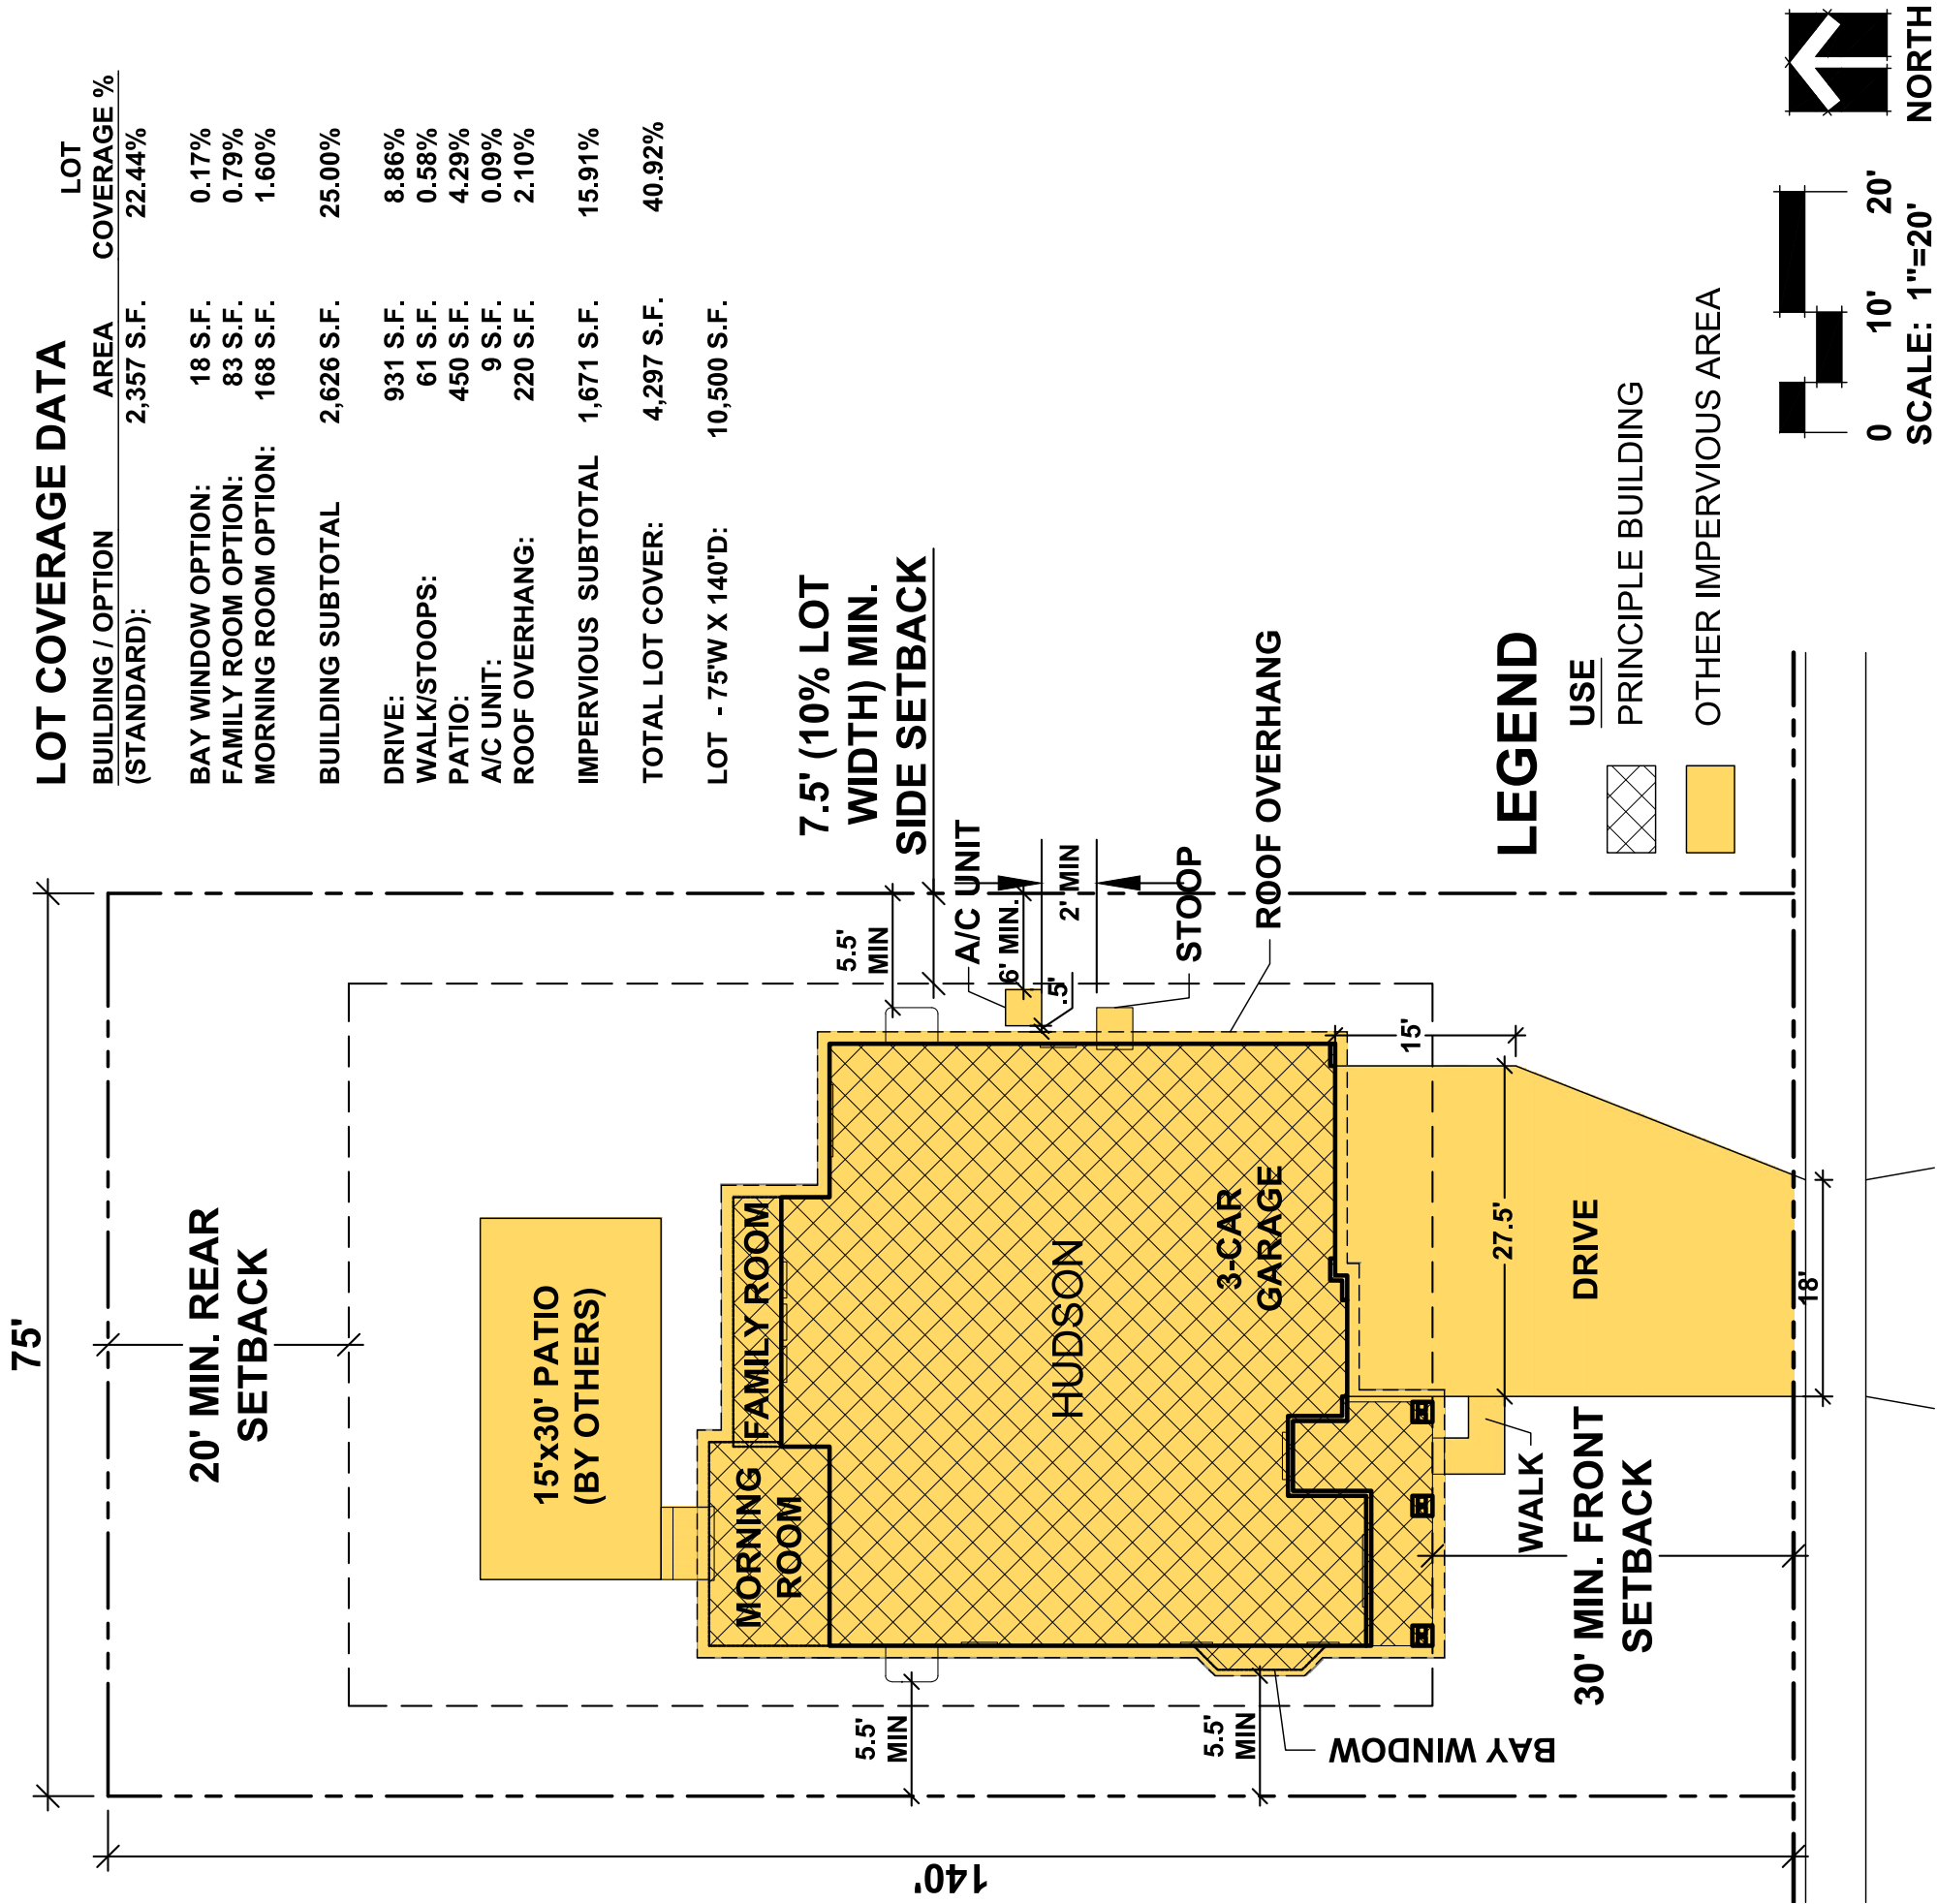 LOT COVERAGE DATA
BUILDING / OPTION AREA LOT COVERAGE %
(STANDARD): 2,357 S.F. 22.44%
BAY WINDOW OPTION: 18 S.F. 0.17%
FAMILY ROOM OPTION: 83 S.F. 0.79%
MORNING ROOM OPTION: 168 S.F. 1.60%
BUILDING SUBTOTAL 2,626 S.F. 25.00%
DRIVE: 931 S.F. 8.86%
WALK/STOOPS: 61 S.F. 0.58%
PATIO: 450 S.F. 4.29%
A/C UNIT: 9 S.F. 0.09%
ROOF OVERHANG: 220 S.F. 2.10%
IMPERVIOUS SUBTOTAL 1,671 S.F. 15.91%
TOTAL LOT COVER: 4,297 S.F. 40.92%
LOT - 75'W X 140'D: 10,500 S.F.
75'
140'
20' MIN. REAR
SETBACK
15'x30' PATIO
(BY OTHERS)
MORNING
ROOM
FAMILY ROOM
HUDSON
3-CAR
GARAGE
7.5' (10% LOT
WIDTH) MIN.
SIDE SETBACK
5.5'
MIN
A/C UNIT
6' MIN.
.5'
2' MIN
STOOP
ROOF OVERHANG
15'
27.5'
DRIVE
18'
WALK
30' MIN. FRONT
SETBACK
5.5'
MIN
5.5'
MIN
BAY WINDOW
LEGEND
USE
PRINCIPLE BUILDING
OTHER IMPERVIOUS AREA
0 10' 20'
SCALE: 1"=20'
NORTH